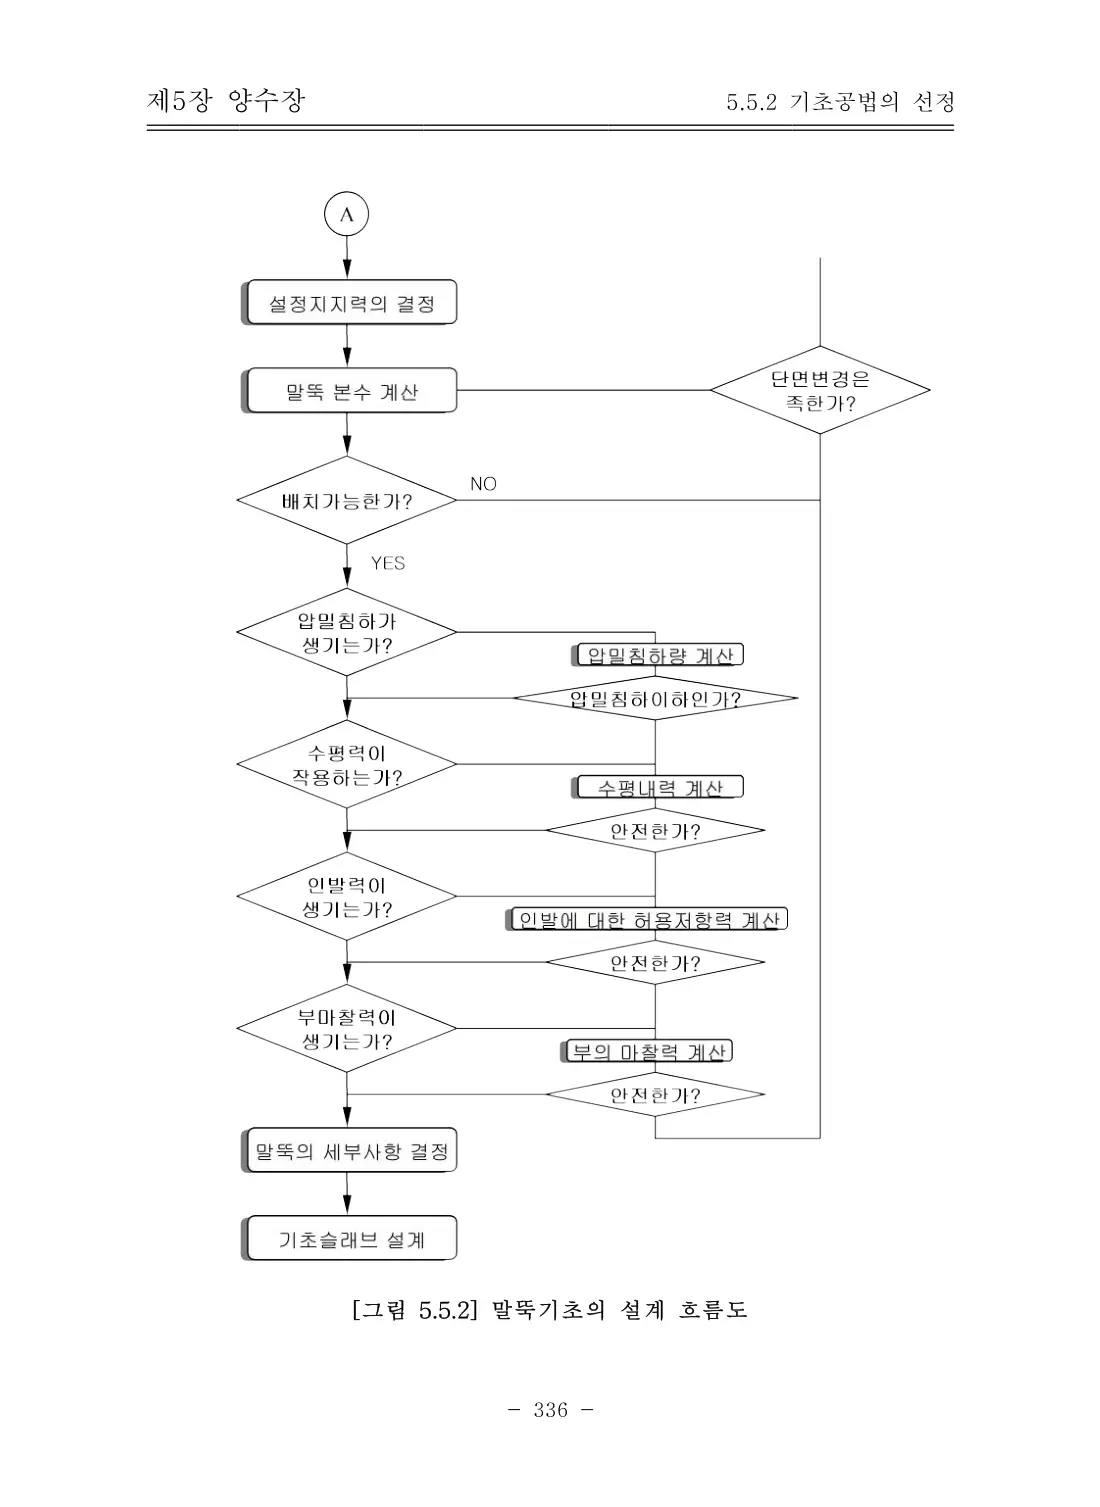 제5장 양수장
5.5.2 기초공법의 선정
A
설정지지력의 결정
말뚝 본수 계산
단면변경은
족한가?
배치가능한가?
NO
YES
압밀침하가
생기는가?
압밀침하량 계산
압밀침하이하인가?
수평력이
작용하는가?
수평내력 계산
안전한가?
인발력이
생기는가?
인발에 대한 허용저항력 계산
안전한가?
부마찰력이
생기는가?
부의 마찰력 계산
안전한가?
말뚝의 세부사항 결정
기초슬래브 설계
[그림 5.5.2] 말뚝기초의 설계 흐름도
- 336 -